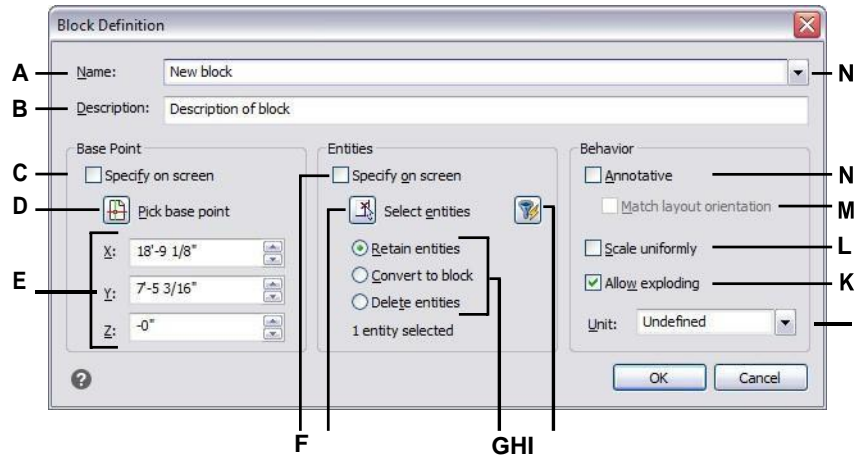 Block Definition
A Name: New block N
B Description: Description of block
Base Point Entities Behavior
C Specify on screen Specify on screen Annotative N
D Pick base point Select entities Match layout orientation M
X: 18'-9 1/8" Retain entities Scale uniformly L
E Y: 7'-5 3/16" Convert to block Allow exploding K
Z: -0" Delete entities
1 entity selected Unit: Undefined
? OK Cancel
F GHI